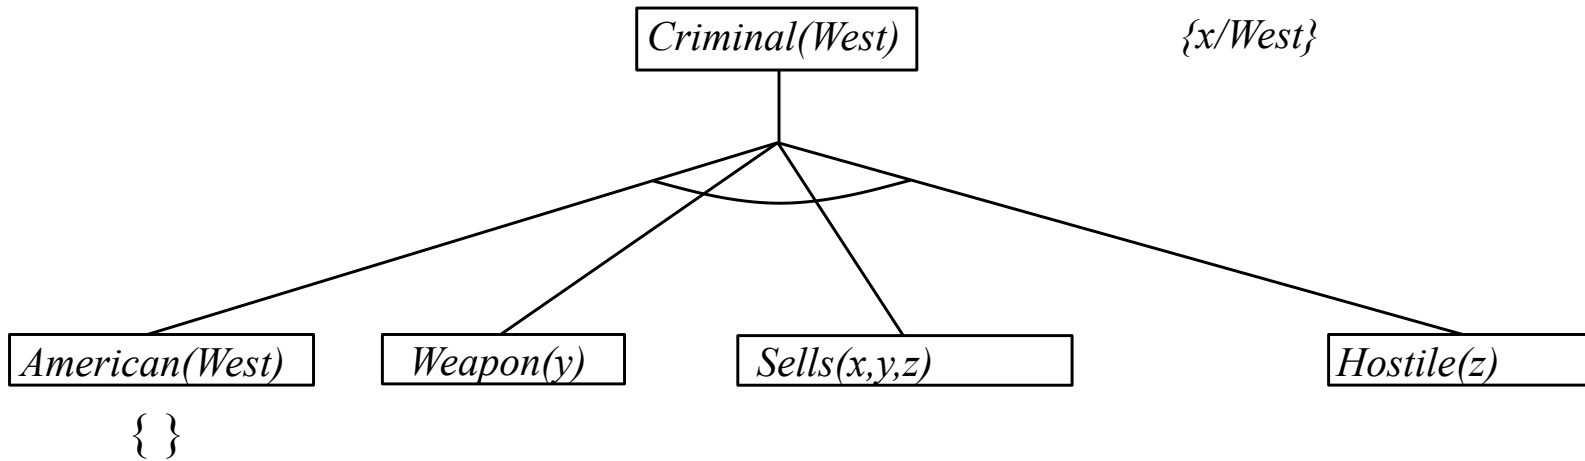 Criminal(West)
{x/West}
American(West)
Weapon(y)
Sells(x,y,z)
Hostile(z)
{ }